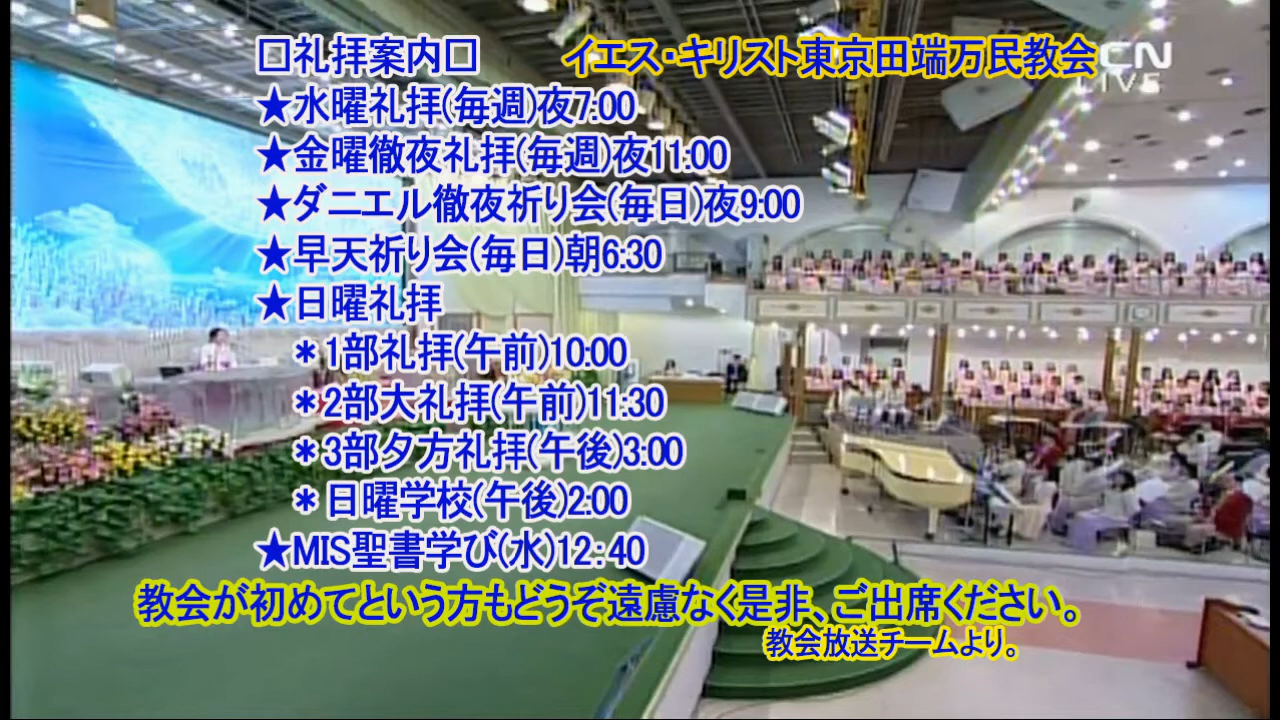 □礼拝案内□ イエス・キリスト東京田端万民教会
CN
LIVE
★水曜礼拝(毎週)夜7:00
★金曜徹夜礼拝(毎週)夜11:00
★ダニエル徹夜祈り会(毎日)夜9:00
★早天祈り会(毎日)朝6:30
★日曜礼拝
*1部礼拝(午前)10:00
*2部大礼拝(午前)11:30
*3部夕方礼拝(午後)3:00
*日曜学校(午後)2:00
★MIS聖書学び(水)12:40
教会が初めてという方もどうぞ遠慮なく是非、ご出席ください。
教会放送チームより。